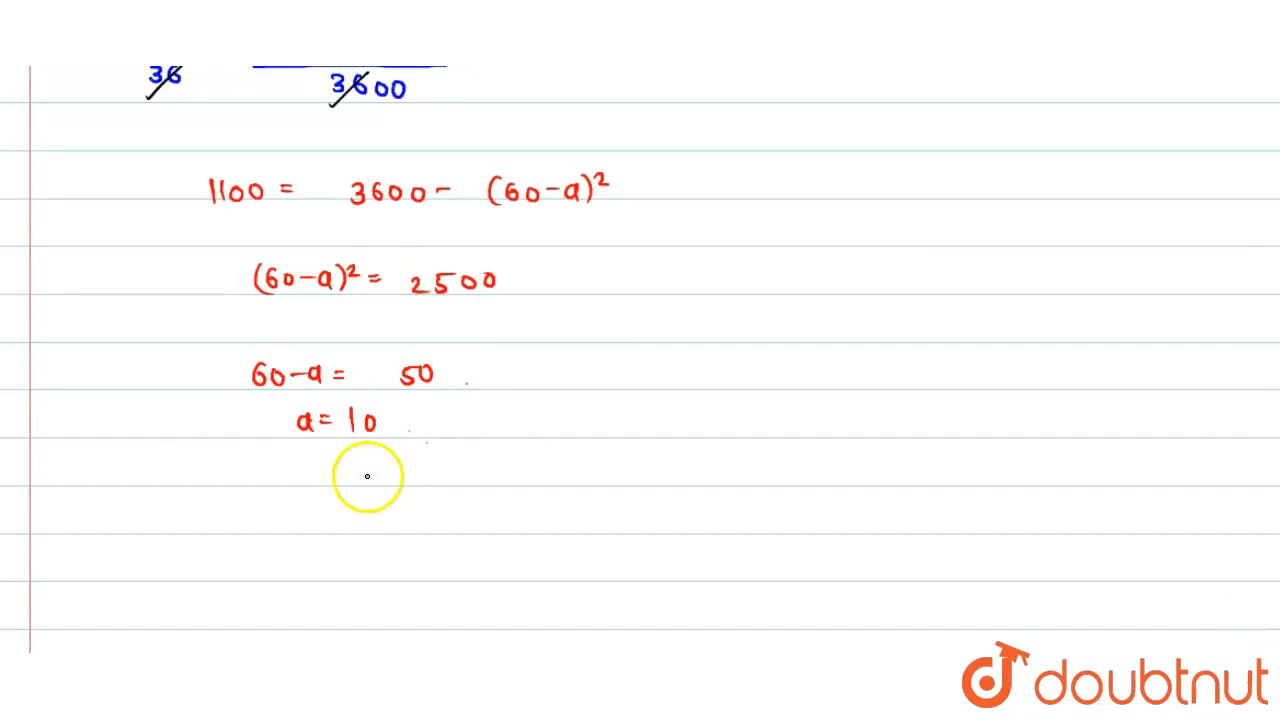 36
3600
1100 = 3600 - (60-a)²
(60-a)² = 2500
60-a = 50
a = 10
doubtnut